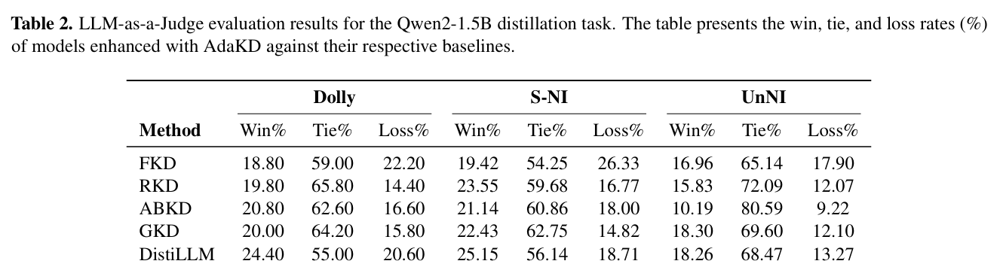 Table 2. LLM-as-a-Judge evaluation results for the Qwen2-1.5B distillation task. The table presents the win, tie, and loss rates (%)
of models enhanced with AdaKD against their respective baselines.
Dolly S-NI UnNI
Method Win% Tie% Loss% Win% Tie% Loss% Win% Tie% Loss%
FKD 18.80 59.00 22.20 19.42 54.25 26.33 16.96 65.14 17.90
RKD 19.80 65.80 14.40 23.55 59.68 16.77 15.83 72.09 12.07
ABKD 20.80 62.60 16.60 21.14 60.86 18.00 10.19 80.59 9.22
GKD 20.00 64.20 15.80 22.43 62.75 14.82 18.30 69.60 12.10
DistiLLM 24.40 55.00 20.60 25.15 56.14 18.71 18.26 68.47 13.27